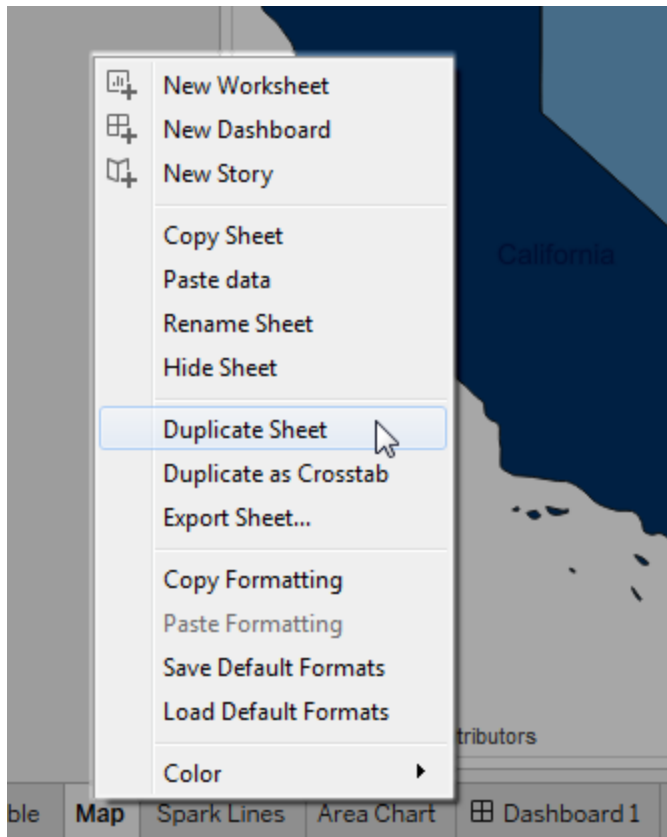 New Worksheet
New Dashboard
New Story
Copy Sheet
Paste data
Rename Sheet
Hide Sheet
Duplicate Sheet
Duplicate as Crosstab
Export Sheet...
Copy Formatting
Paste Formatting
Save Default Formats
Load Default Formats
Color
California
tributors
ble Map Spark Lines Area Chart Dashboard 1